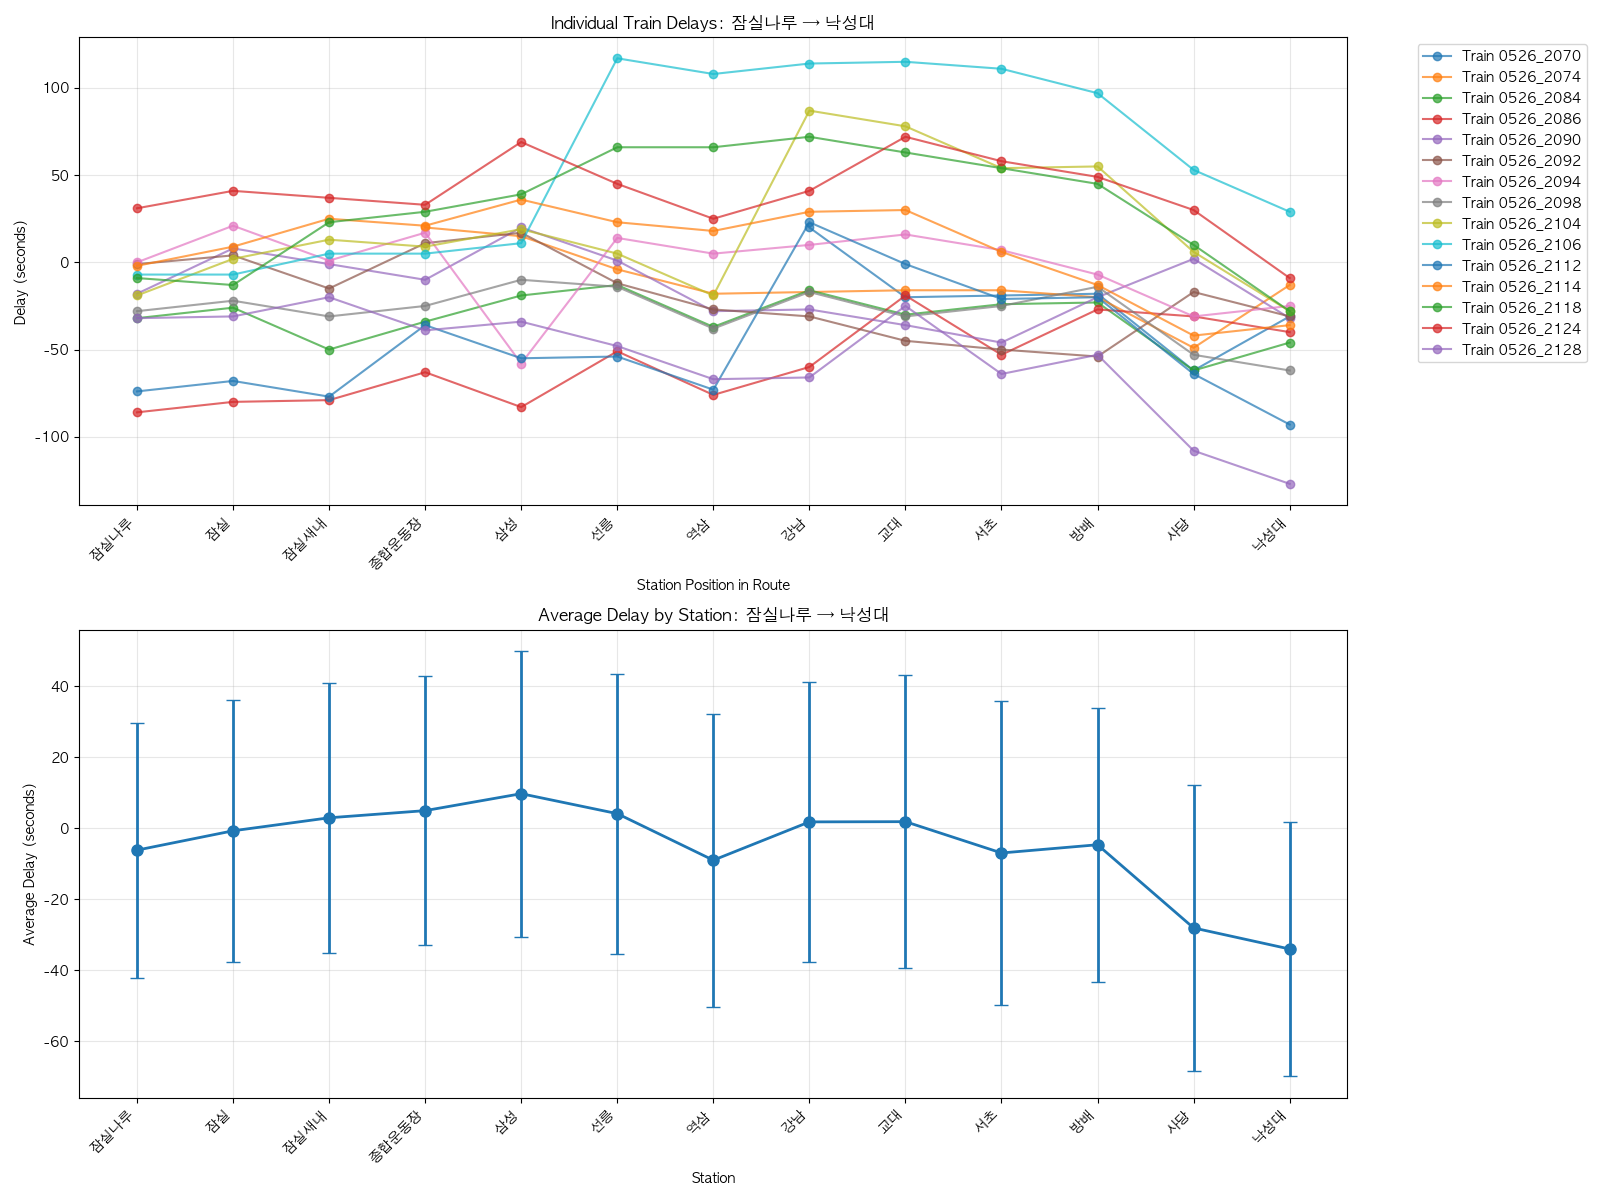 Individual Train Delays: 잠실나루 → 낙성대
Delay (seconds)
100
50
0
-50
-100
잠실나루
잠실
잠실새내
종합운동장
삼성
선릉
역삼
강남
교대
서초
방배
사당
낙성대
Station Position in Route
Train 0526_2070
Train 0526_2074
Train 0526_2084
Train 0526_2086
Train 0526_2090
Train 0526_2092
Train 0526_2094
Train 0526_2098
Train 0526_2104
Train 0526_2106
Train 0526_2112
Train 0526_2114
Train 0526_2118
Train 0526_2124
Train 0526_2128
Average Delay by Station: 잠실나루 → 낙성대
Average Delay (seconds)
40
20
0
-20
-40
-60
잠실나루
잠실
잠실새내
종합운동장
삼성
선릉
역삼
강남
교대
서초
방배
사당
낙성대
Station